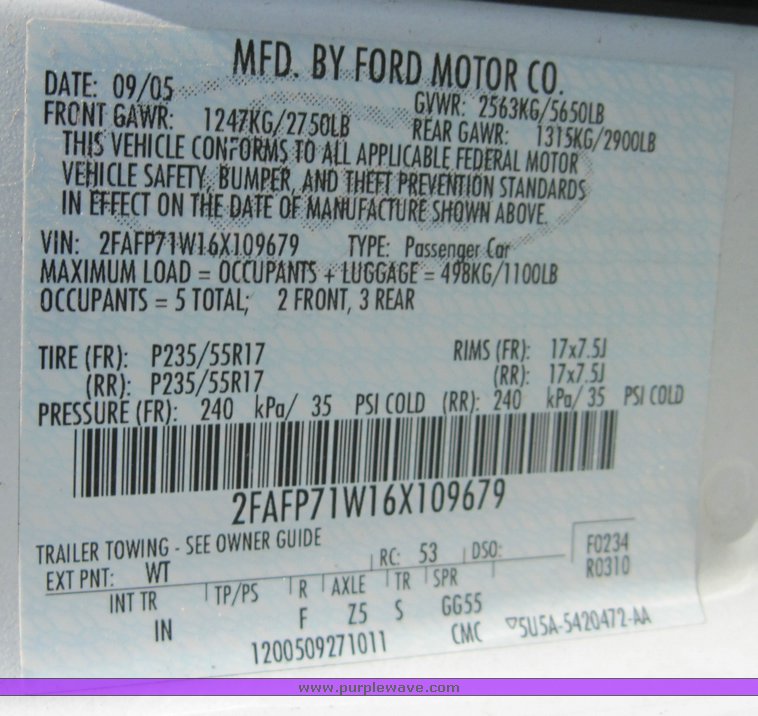 MFD. BY FORD MOTOR CO.
DATE: 09/05 GVWR: 2563KG/5650LB
FRONT GAWR: 1247KG/2750LB REAR GAWR: 1315KG/2900LB
THIS VEHICLE CONFORMS TO ALL APPLICABLE FEDERAL MOTOR
VEHICLE SAFETY, BUMPER, AND THEFT PREVENTION STANDARDS
IN EFFECT ON THE DATE OF MANUFACTURE SHOWN ABOVE.
VIN: 2FAFP71W16X109679 TYPE: Passenger Car
MAXIMUM LOAD = OCCUPANTS + LUGGAGE = 498KG/1100LB
OCCUPANTS = 5 TOTAL; 2 FRONT, 3 REAR
TIRE (FR): P235/55R17 RIMS (FR): 17x7.5J
(RR): P235/55R17 (RR): 17x7.5J
PRESSURE (FR): 240 kPa/ 35 PSI COLD (RR): 240 kPa/ 35 PSI COLD
2FAFP71W16X109679
TRAILER TOWING - SEE OWNER GUIDE
EXT PNT: WT RC: 53 DSO: F0234
R0310
INT TR TP/PS R AXLE TR SPR
IN F Z5 S GG55
1200509271011 CMC ▽5U5A-5420472-AA
www.purplewave.com